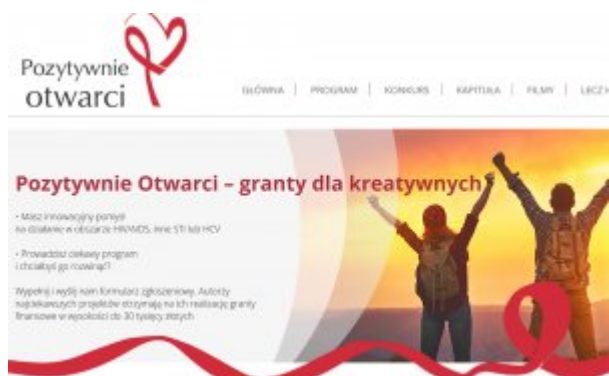 Pozytywnie
otwarci
GŁÓWNA | PROGRAM | KONKURS | KAPITUŁA | FILMY | LECZ
Pozytywnie Otwarci – granty dla kreatywnych
• Masz innowacyjny pomysł
na działanie w obszarze HIV/AIDS, inne STI lub HCV
• Prowadzisz ciekawy program
i chciałbyś go rozwinąć?
Wypełnij i wyślij nam formularz zgłoszeniowy. Autorzy
najciekawszych projektów otrzymają na ich realizację granty
finansowe w wysokości do 30 tysięcy złotych